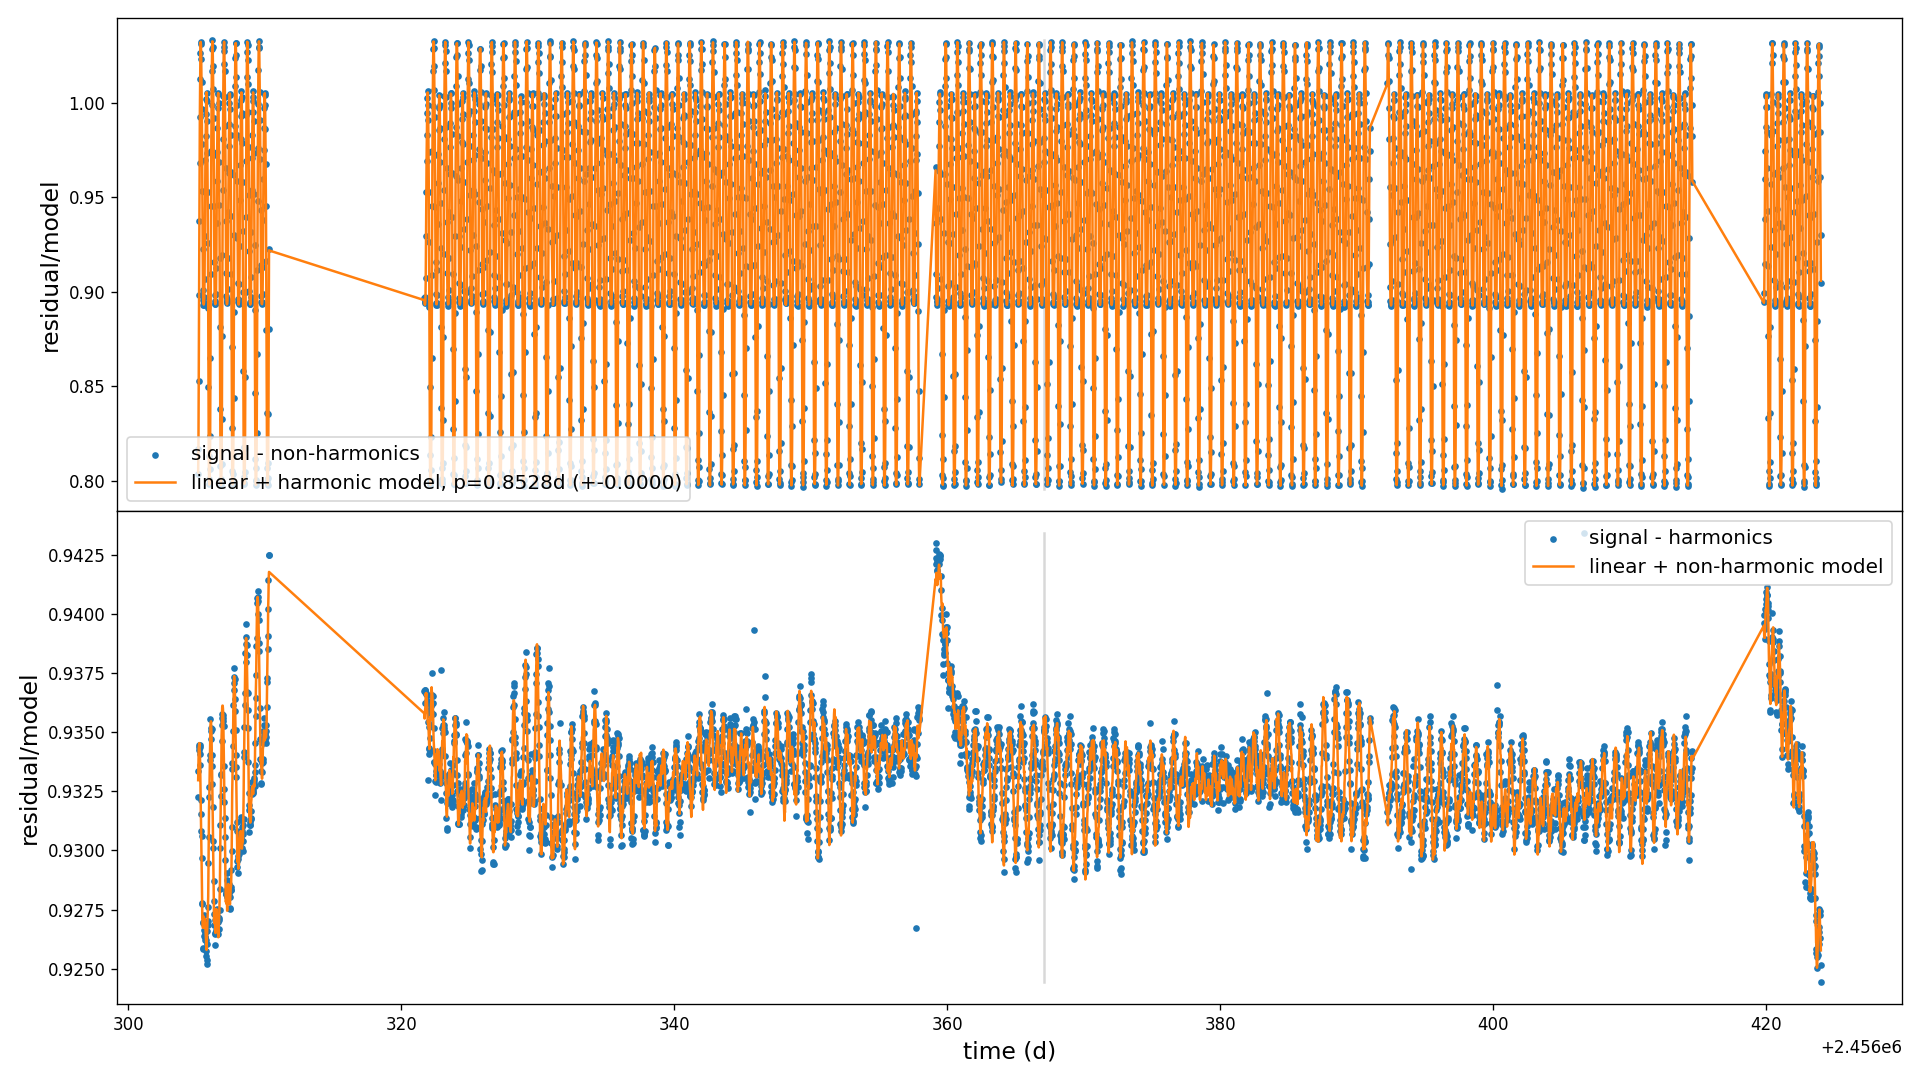 residual/model
1.00
0.95
0.90
0.85
0.80
signal - non-harmonics
linear + harmonic model, p=0.8528d (+-0.0000)
residual/model
0.9425
0.9400
0.9375
0.9350
0.9325
0.9300
0.9275
0.9250
signal - harmonics
linear + non-harmonic model
300
320
340
360
380
400
420
time (d)
+2.456e6